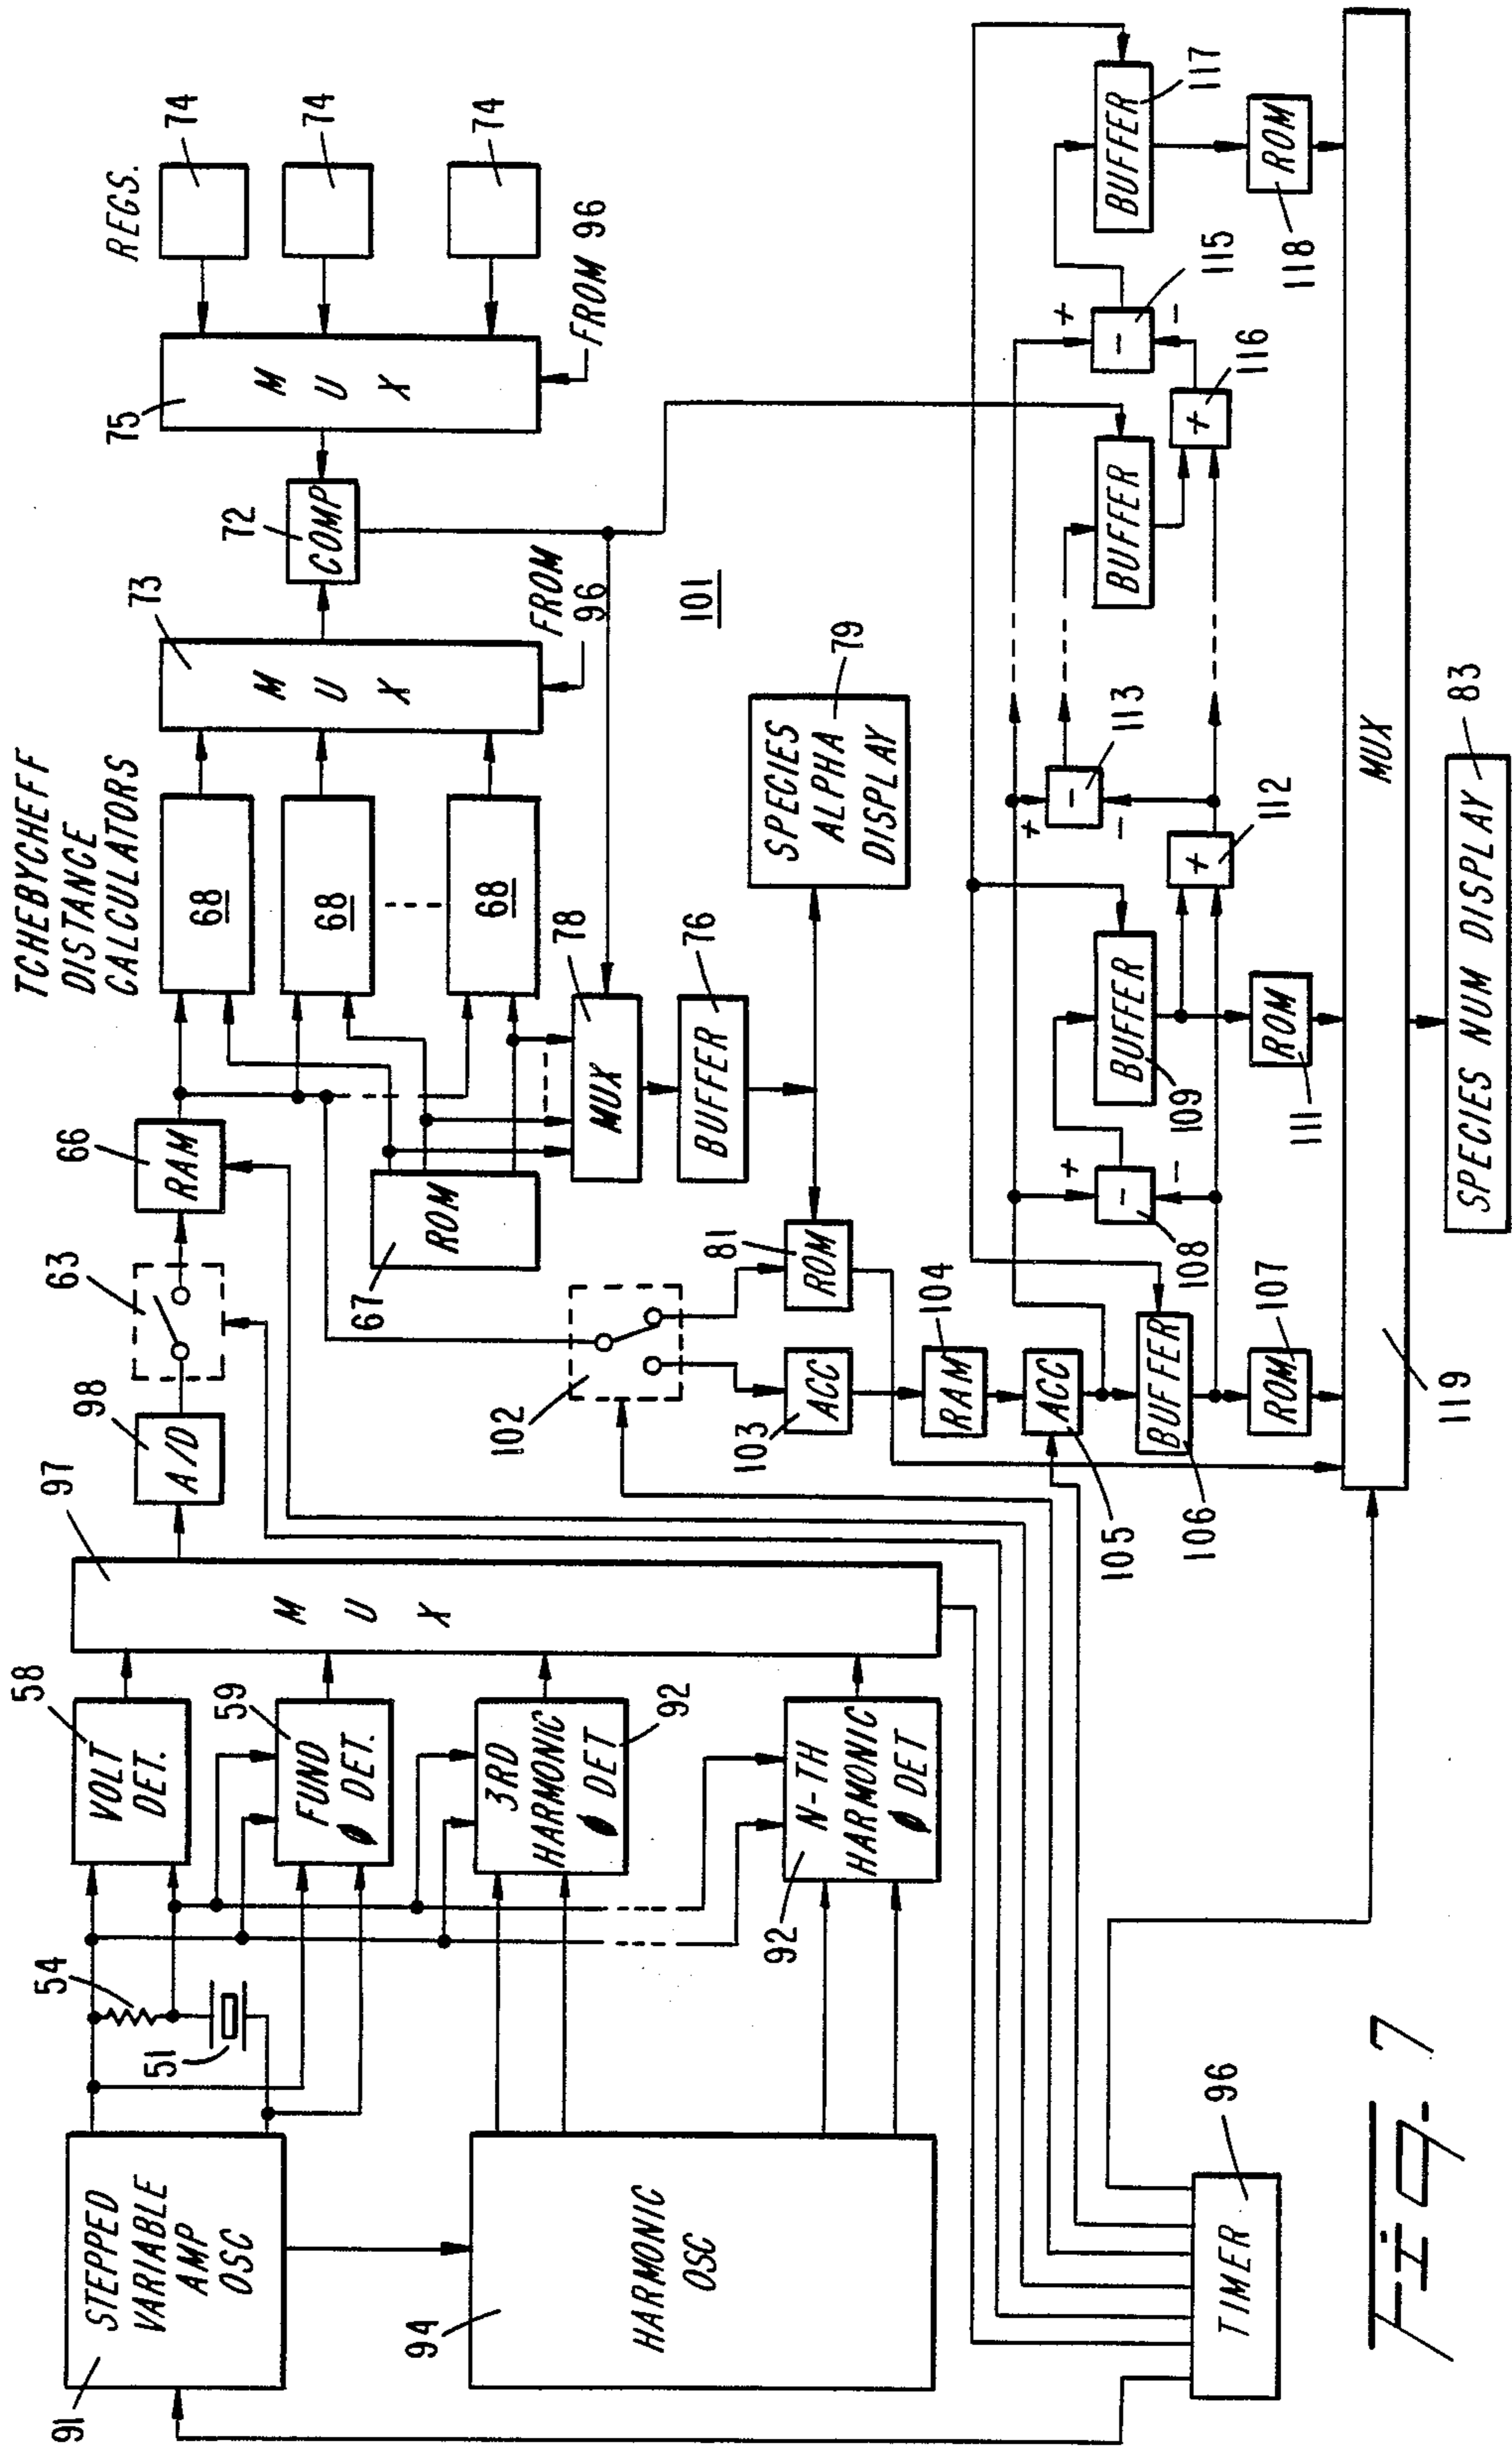 STEPPED
VARIABLE
AMP
OSC
91
54
51
VOLT
DET.
58
FUND
ϕ DET.
59
3RD
HARMONIC
ϕ DET
92
N-TH
HARMONIC
ϕ DET
92
HARMONIC
OSC
94
TIMER
96
MUX
97
A/D
98
63
RAM
66
TCHEBYCHEFF
DISTANCE
CALCULATORS
68
68
68
MUX
73
FROM
96
COMP
72
MUX
75
FROM 96
REGS.
74
74
74
ROM
67
MUX
78
BUFFER
76
SPECIES
ALPHA
DISPLAY
79
101
102
ROM
81
ACC
103
RAM
104
ACC
105
BUFFER
106
ROM
107
+
-
-
108
BUFFER
109
ROM
111
+
112
+
-
-
113
BUFFER
+
116
+
-
-
115
BUFFER
117
ROM
118
MUX
119
SPECIES NUM DISPLAY
83
Fig. 7